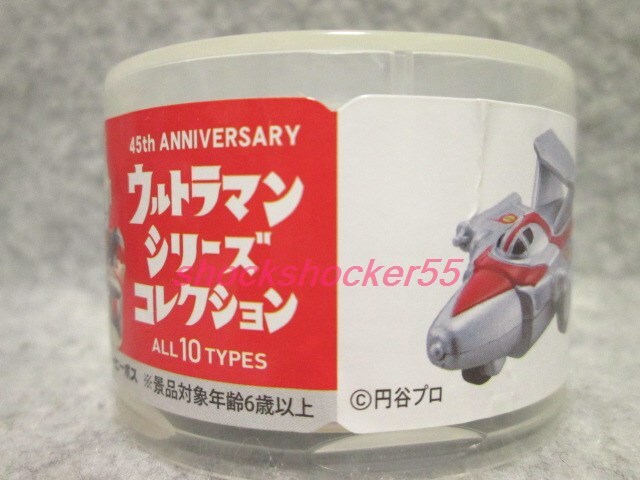 45th ANNIVERSARY
ウルトラマン
シリーズ
コレクション
ALL 10 TYPES
※景品対象年齢6歳以上
©円谷プロ
shockshocker55